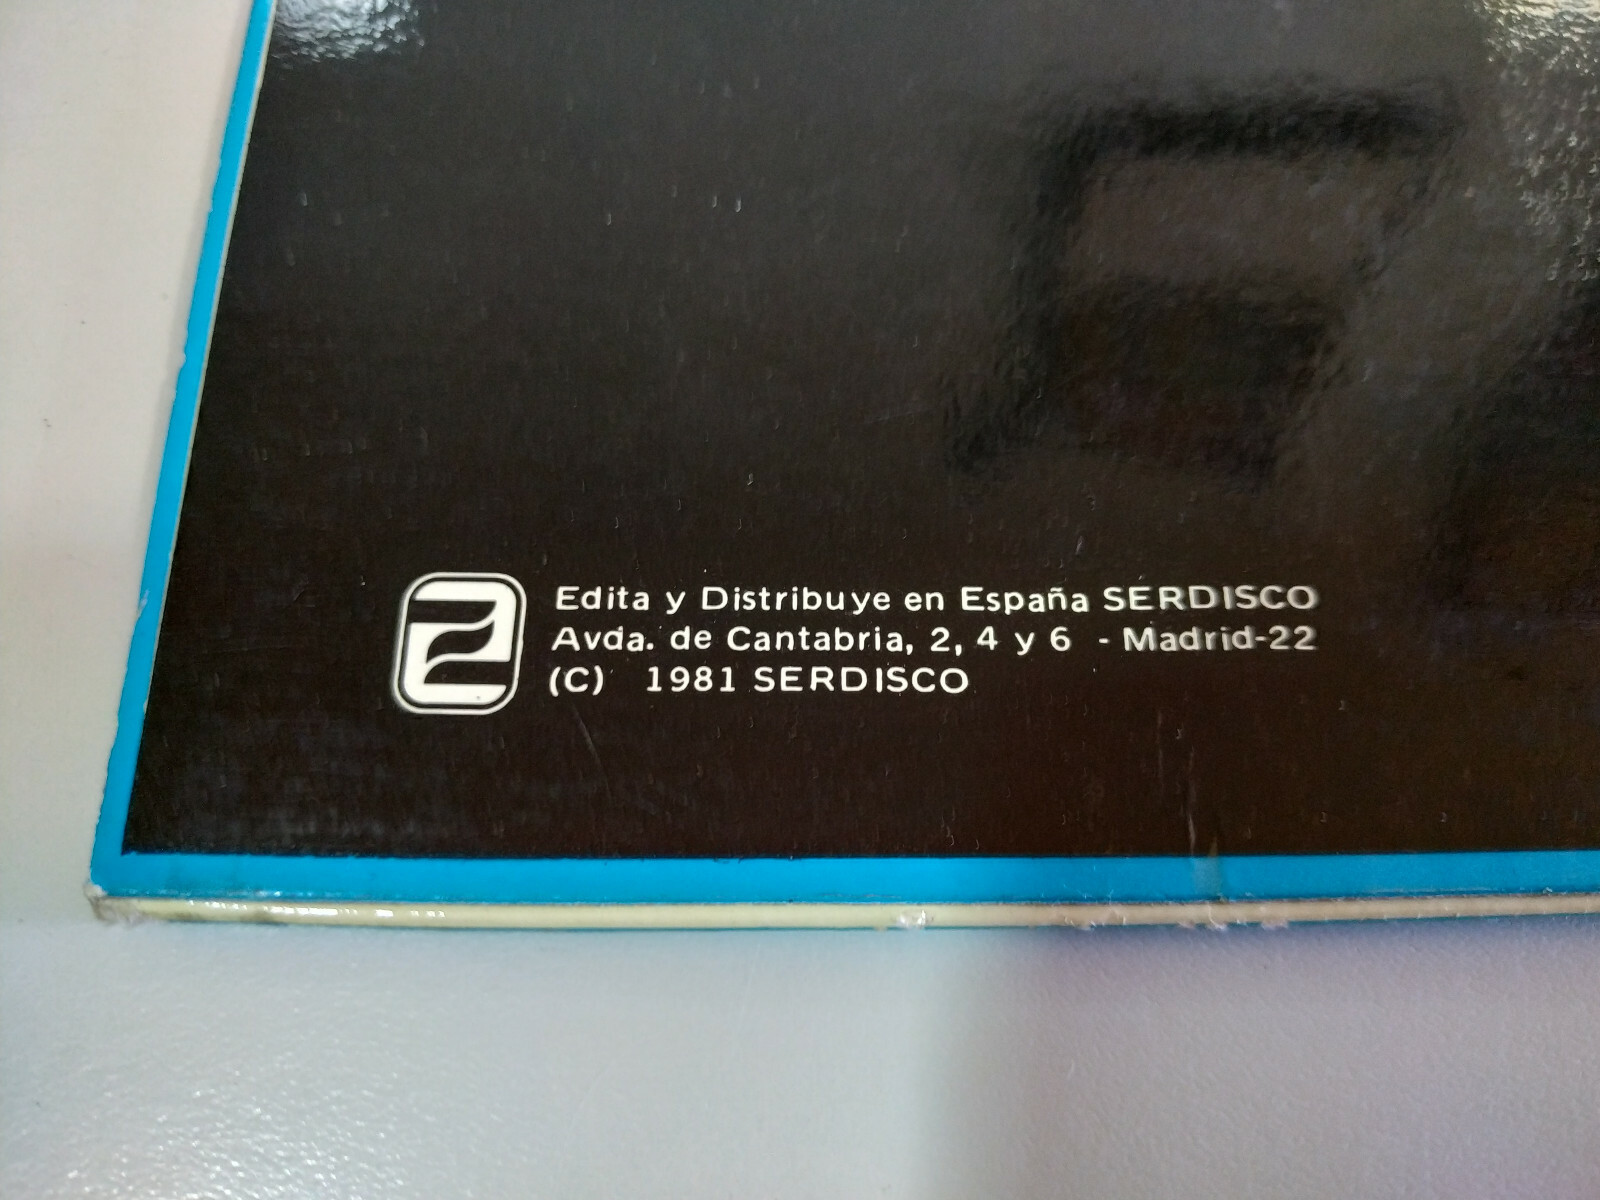 Edita y Distribuye en España SERDISCO
Avda. de Cantabria, 2, 4 y 6 - Madrid-22
(C) 1981 SERDISCO